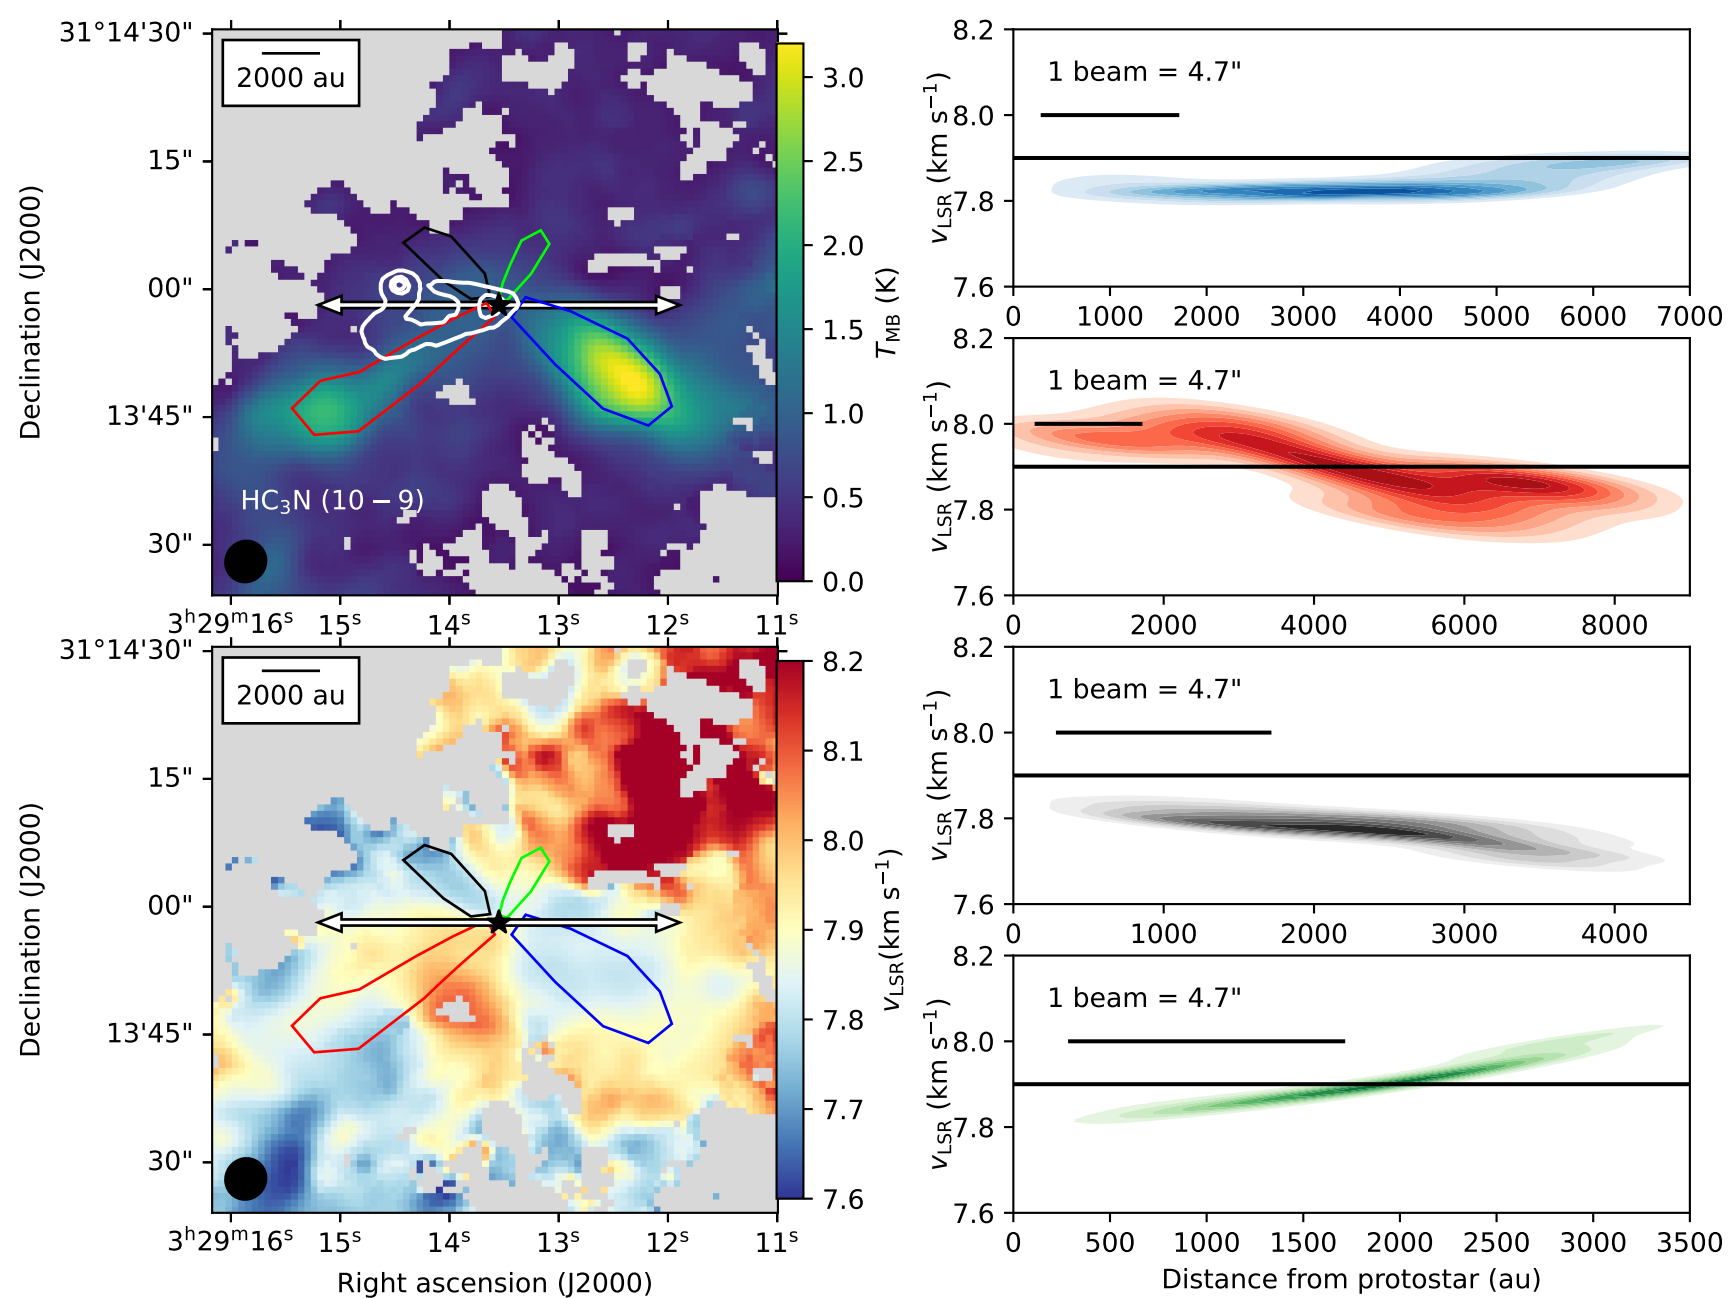 31°14'30"
15"
00"
13'45"
30"
Declination (J2000)
2000 au
HC₃N (10 − 9)
3ʰ29ᵐ16ˢ
15ˢ
14ˢ
13ˢ
12ˢ
11ˢ
3.0
2.5
2.0
1.5
1.0
0.5
0.0
T_MB (K)
31°14'30"
15"
00"
13'45"
30"
Declination (J2000)
2000 au
3ʰ29ᵐ16ˢ
15ˢ
14ˢ
13ˢ
12ˢ
11ˢ
Right ascension (J2000)
8.2
8.1
8.0
7.9
7.8
7.7
7.6
v_LSR(km s⁻¹)
8.2
8.0
7.8
7.6
v_LSR (km s⁻¹)
1 beam = 4.7"
0
1000
2000
3000
4000
5000
6000
7000
8.2
8.0
7.8
7.6
v_LSR (km s⁻¹)
1 beam = 4.7"
0
2000
4000
6000
8000
8.2
8.0
7.8
7.6
v_LSR (km s⁻¹)
1 beam = 4.7"
0
1000
2000
3000
4000
8.2
8.0
7.8
7.6
v_LSR (km s⁻¹)
1 beam = 4.7"
0
500
1000
1500
2000
2500
3000
3500
Distance from protostar (au)